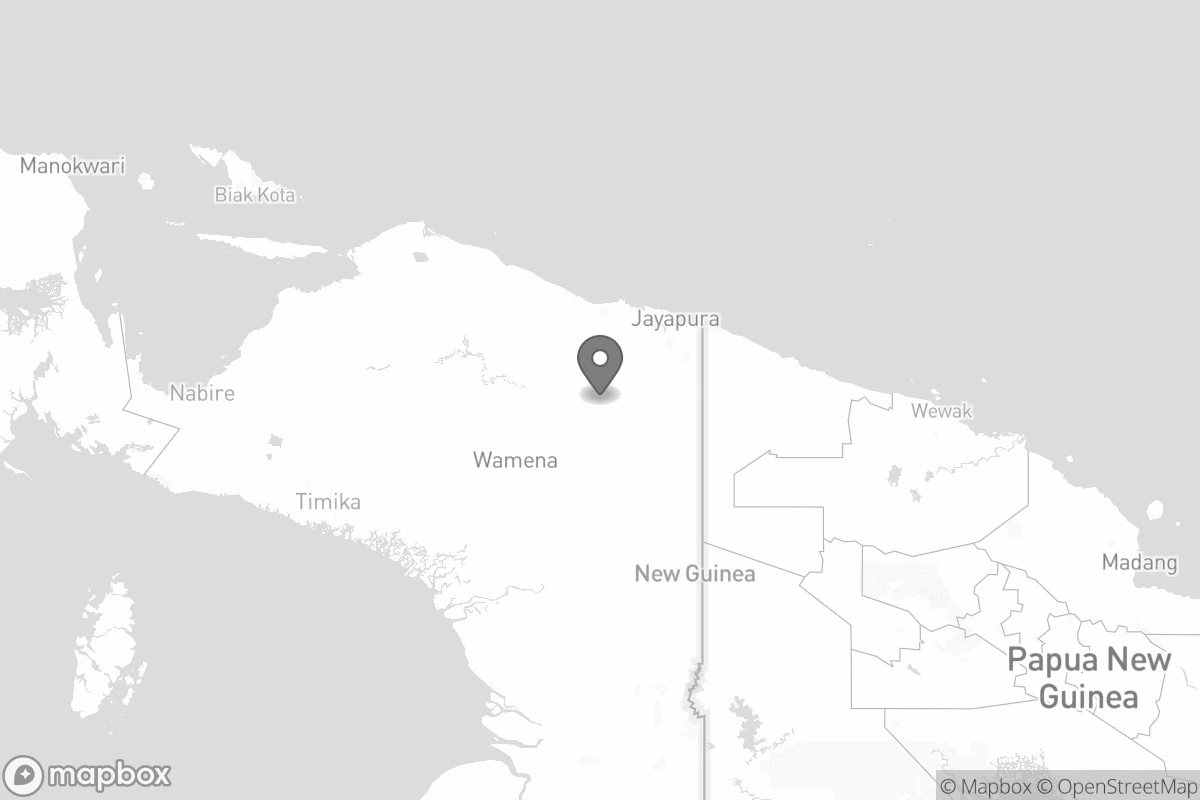 Manokwari
Biak Kota
Jayapura
Nabire
Wewak
Wamena
Timika
Madang
New Guinea
Papua New
Guinea
mapbox
© Mapbox © OpenStreetMap